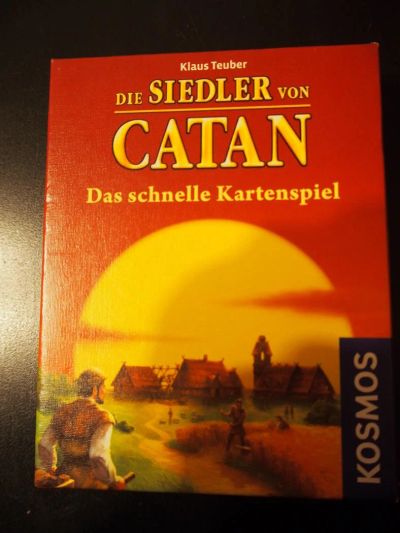 Klaus Teuber
DIE SIEDLER VON
CATAN
Das schnelle Kartenspiel
KOSMOS